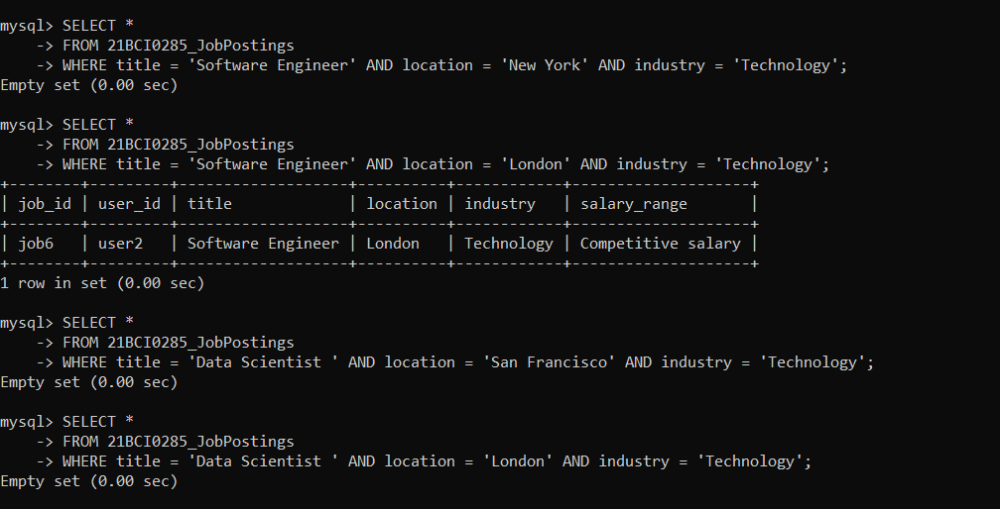 mysql> SELECT *
    -> FROM 21BCI0285_JobPostings
    -> WHERE title = 'Software Engineer' AND location = 'New York' AND industry = 'Technology';
Empty set (0.00 sec)

mysql> SELECT *
    -> FROM 21BCI0285_JobPostings
    -> WHERE title = 'Software Engineer' AND location = 'London' AND industry = 'Technology';
+--------+---------+-------------------+----------+------------+--------------------+
| job_id | user_id | title             | location | industry   | salary_range       |
+--------+---------+-------------------+----------+------------+--------------------+
| job6   | user2   | Software Engineer | London   | Technology | Competitive salary |
+--------+---------+-------------------+----------+------------+--------------------+
1 row in set (0.00 sec)

mysql> SELECT *
    -> FROM 21BCI0285_JobPostings
    -> WHERE title = 'Data Scientist ' AND location = 'San Francisco' AND industry = 'Technology';
Empty set (0.00 sec)

mysql> SELECT *
    -> FROM 21BCI0285_JobPostings
    -> WHERE title = 'Data Scientist ' AND location = 'London' AND industry = 'Technology';
Empty set (0.00 sec)